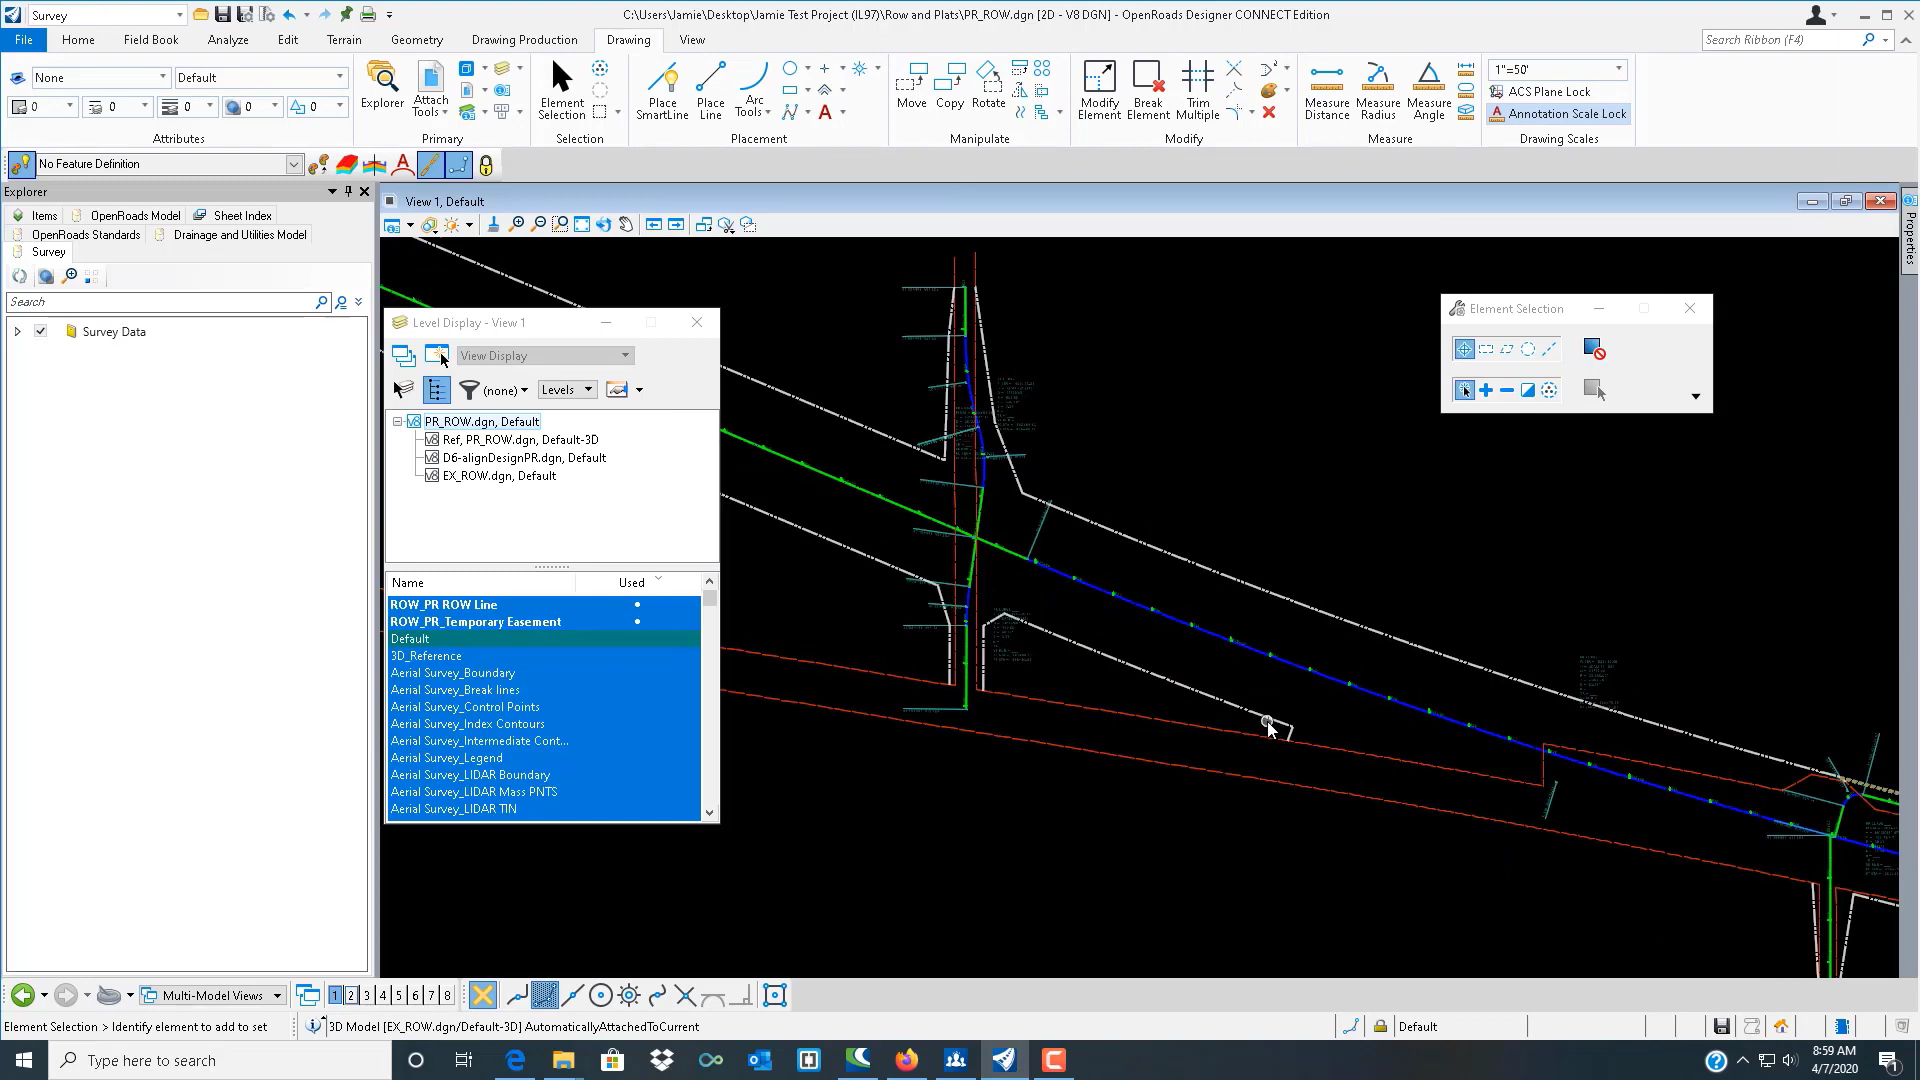 Survey
C:\Users\Jamie\Desktop\Jamie Test Project (IL97)\Row and Plats\PR_ROW.dgn [2D - V8 DGN] - OpenRoads Designer CONNECT Edition
File Home Field Book Analyze Edit Terrain Geometry Drawing Production Drawing View
Search Ribbon (F4)
None Default
0 0 0 0 0
Attributes
Explorer Attach Tools
Primary
Element Selection
Selection
Place SmartLine Place Line Arc Tools
Placement
Move Copy Rotate
Manipulate
Modify Element Break Element Trim Multiple
Modify
Measure Distance Measure Radius Measure Angle
Measure
1"=50'
ACS Plane Lock
Annotation Scale Lock
Drawing Scales
No Feature Definition
Explorer
Items OpenRoads Model Sheet Index
OpenRoads Standards Drainage and Utilities Model
Survey
Search
Survey Data
View 1, Default
Properties
Level Display - View 1
View Display
(none) Levels
PR_ROW.dgn, Default
Ref, PR_ROW.dgn, Default-3D
D6-alignDesignPR.dgn, Default
EX_ROW.dgn, Default
Name Used
ROW_PR ROW Line
ROW_PR_Temporary Easement
Default
3D_Reference
Aerial Survey_Boundary
Aerial Survey_Break lines
Aerial Survey_Control Points
Aerial Survey_Index Contours
Aerial Survey_Intermediate Cont...
Aerial Survey_Legend
Aerial Survey_LIDAR Boundary
Aerial Survey_LIDAR Mass PNTS
Aerial Survey_LIDAR TIN
Element Selection
Multi-Model Views 1 2 3 4 5 6 7 8
Element Selection > Identify element to add to set
3D Model [EX_ROW.dgn/Default-3D] AutomaticallyAttachedToCurrent
Default
Type here to search
8:59 AM
4/7/2020
1